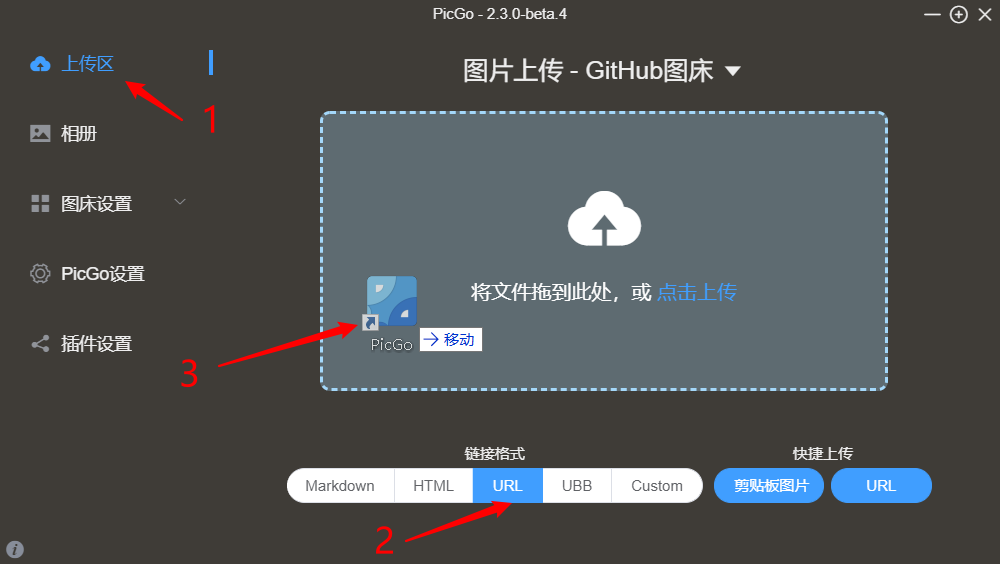 PicGo - 2.3.0-beta.4
上传区
1
相册
图床设置
PicGo设置
插件设置
图片上传 - GitHub图床
将文件拖到此处，或 点击上传
PicGo
移动
3
链接格式
快捷上传
Markdown HTML URL UBB Custom
剪贴板图片 URL
2